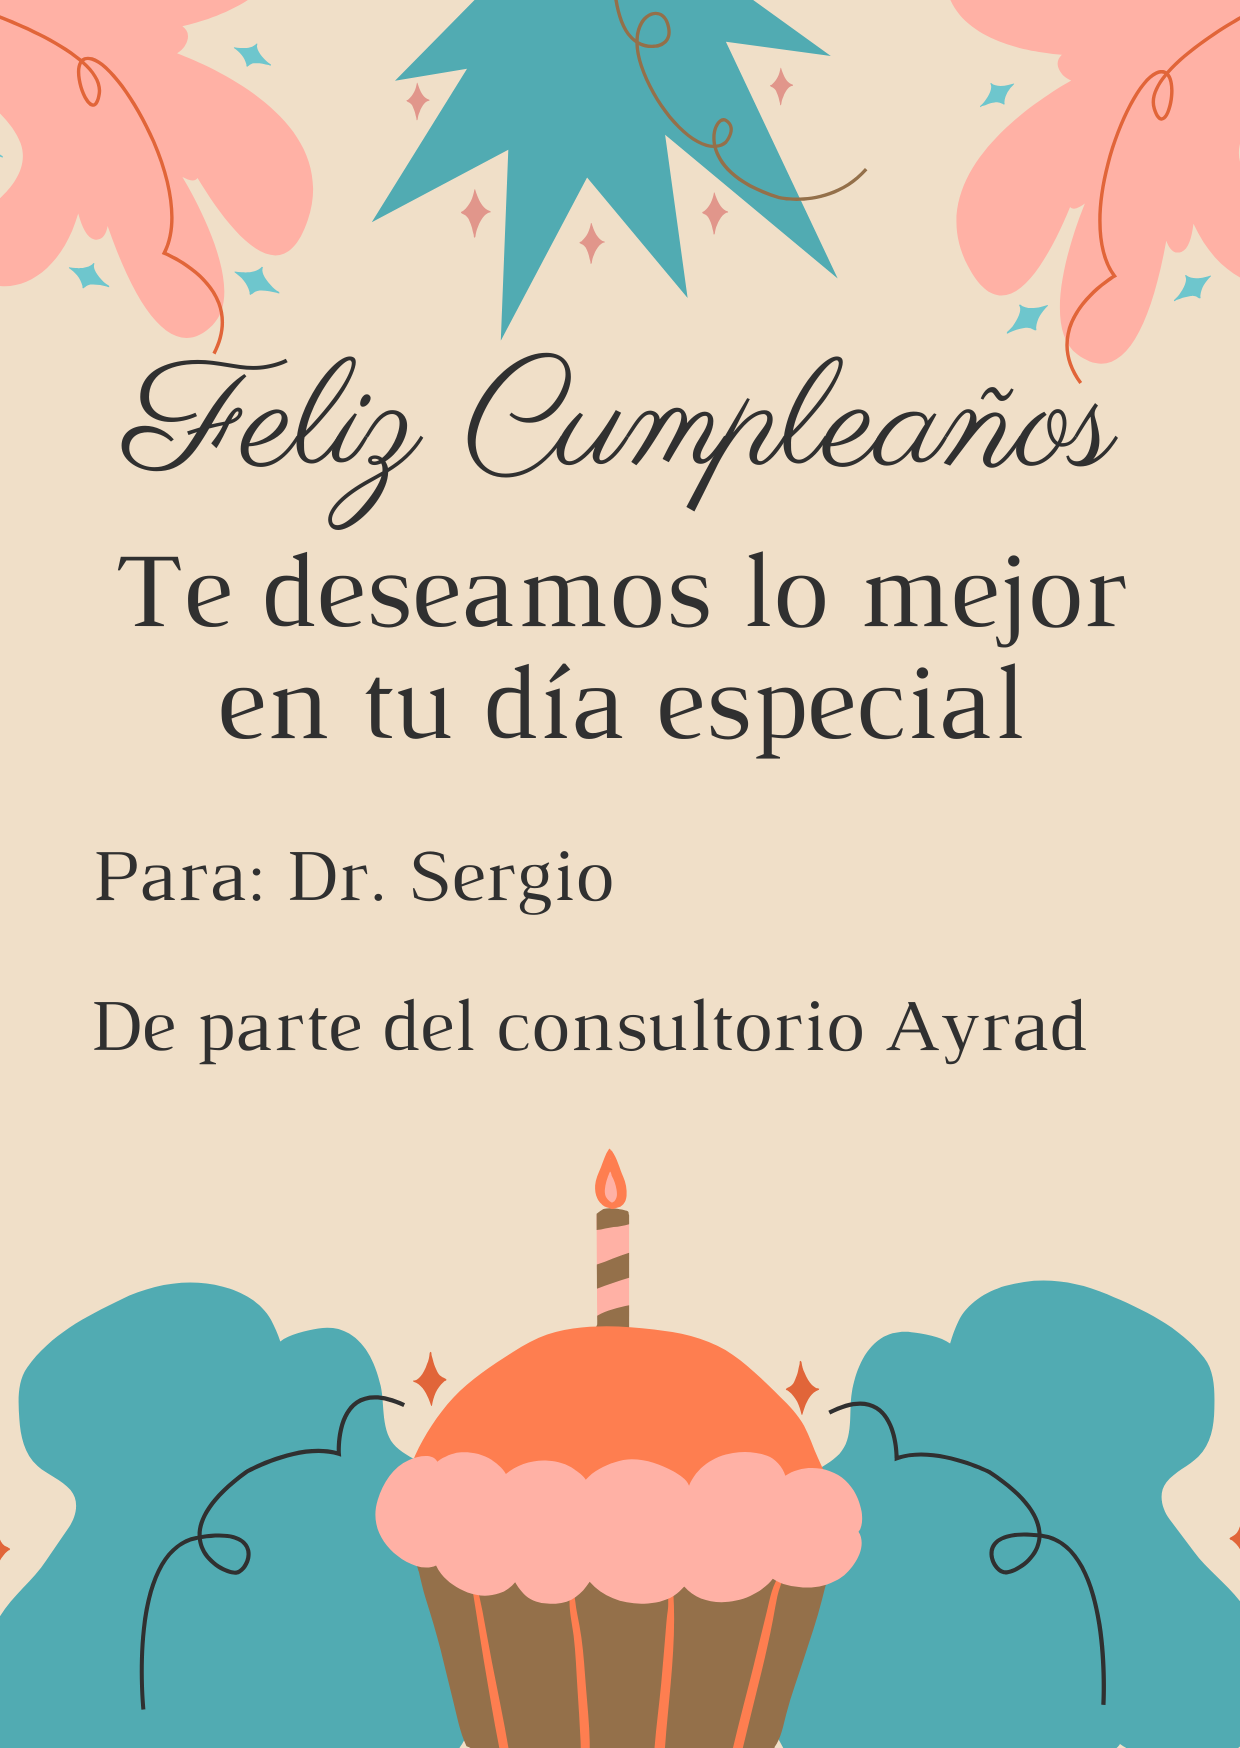 Feliz Cumpleaños
Te deseamos lo mejor
en tu día especial
Para: Dr. Sergio
De parte del consultorio Ayrad